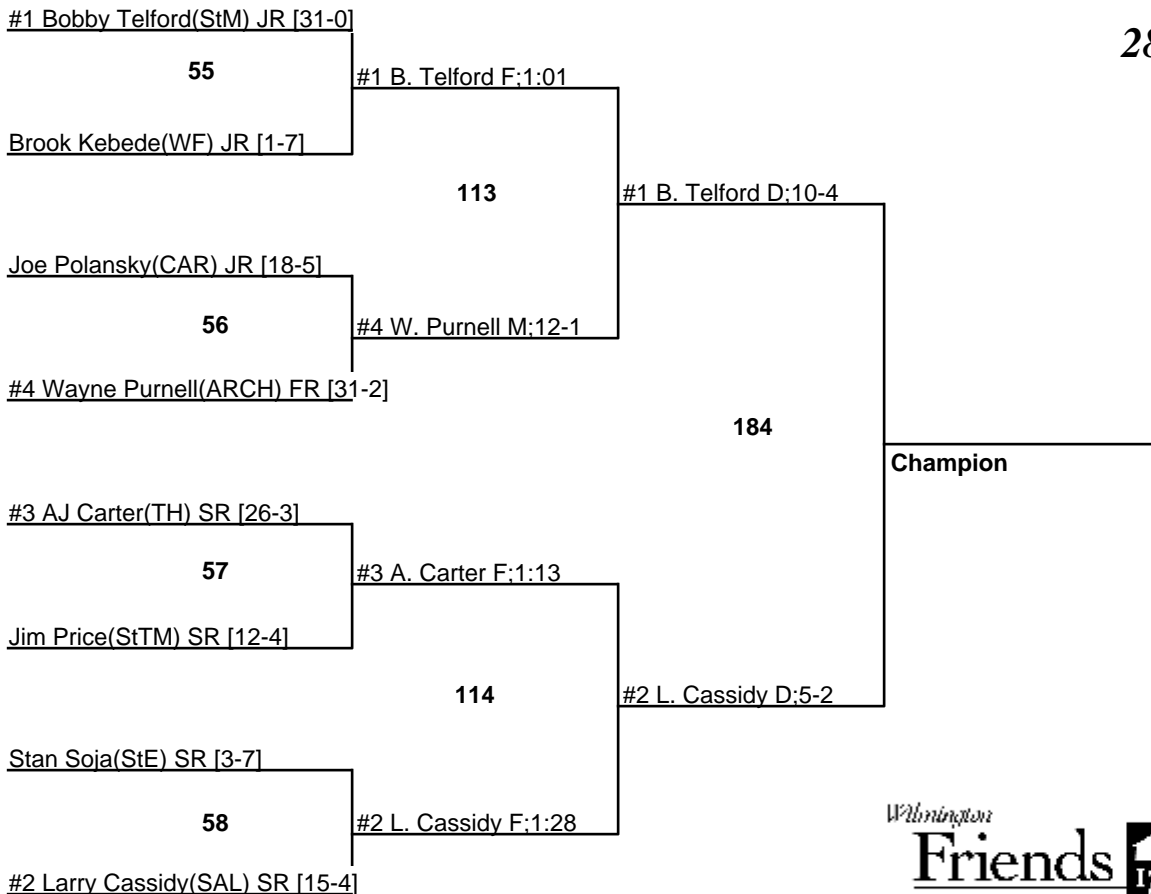 #1 Bobby Telford(StM) JR [31-0]
28
55
#1 B. Telford F;1:01
Brook Kebede(WF) JR [1-7]
113
#1 B. Telford D;10-4
Joe Polansky(CAR) JR [18-5]
56
#4 W. Purnell M;12-1
#4 Wayne Purnell(ARCH) FR [31-2]
184
Champion
#3 AJ Carter(TH) SR [26-3]
57
#3 A. Carter F;1:13
Jim Price(StTM) SR [12-4]
114
#2 L. Cassidy D;5-2
Stan Soja(StE) SR [3-7]
58
#2 L. Cassidy F;1:28
#2 Larry Cassidy(SAL) SR [15-4]
Wilmington
Friends